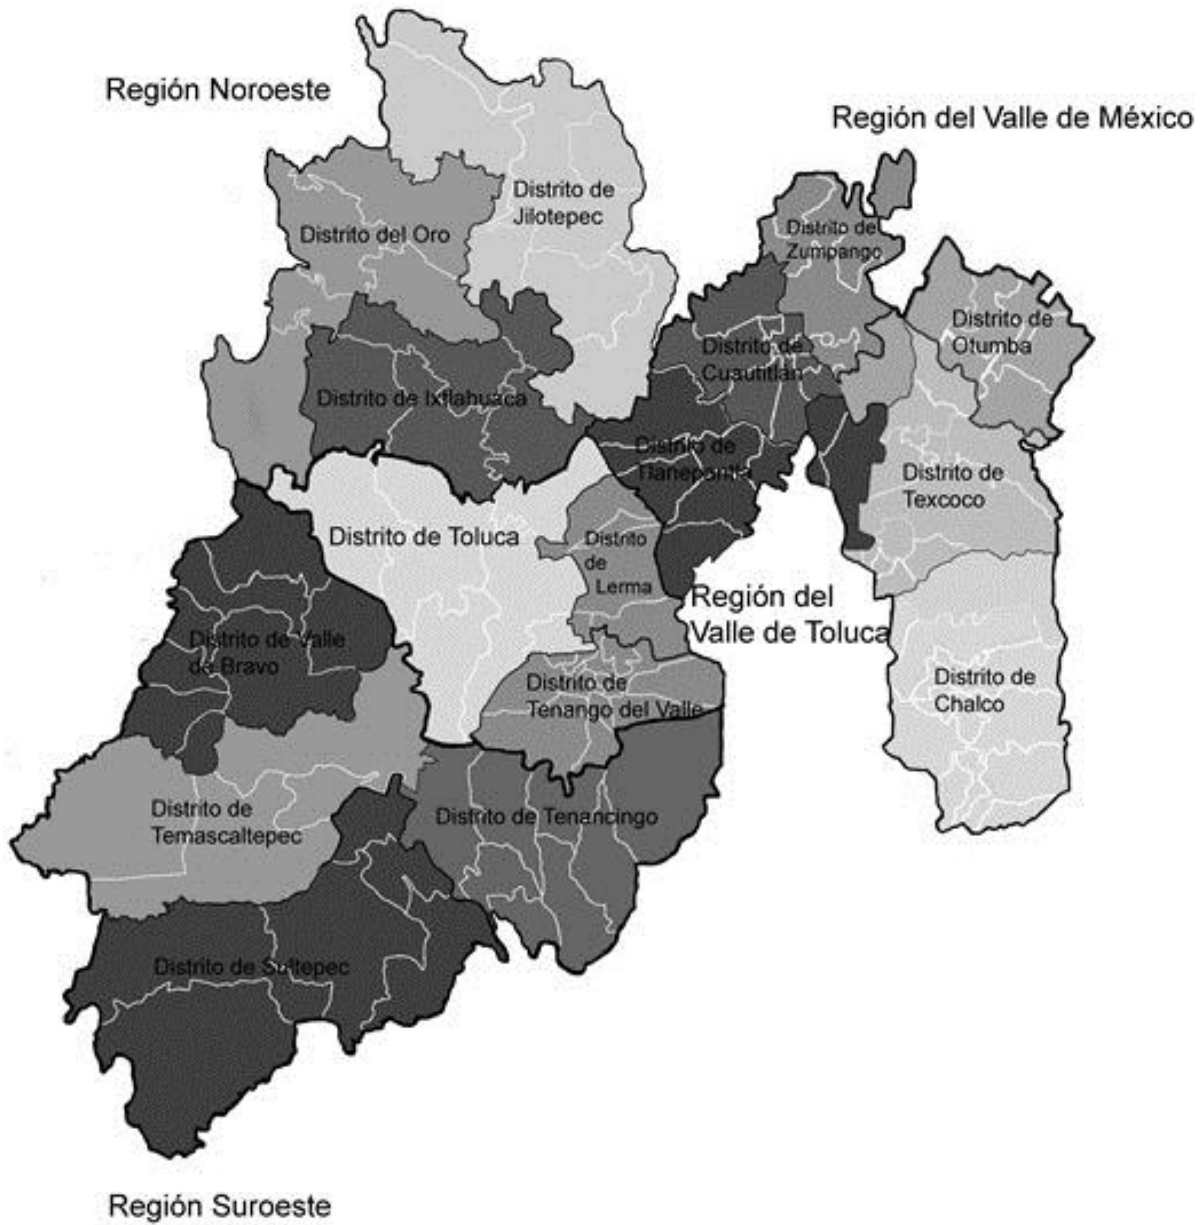 Región Noroeste
Región del Valle de México
Distrito de
Jilotepec
Distrito del Oro
Distrito de
Zumpango
Distrito de
Otumba
Distrito de
Cuautitlán
Distrito de Ixtlahuaca
Distrito de
Tlanepantla
Distrito de
Texcoco
Distrito de Toluca
Distrito
de
Lerma
Región del
Valle de Toluca
Distrito de Valle
de Bravo
Distrito de
Tenango del Valle
Distrito de
Chalco
Distrito de
Temascaltepec
Distrito de Tenancingo
Distrito de Sultepec
Región Suroeste